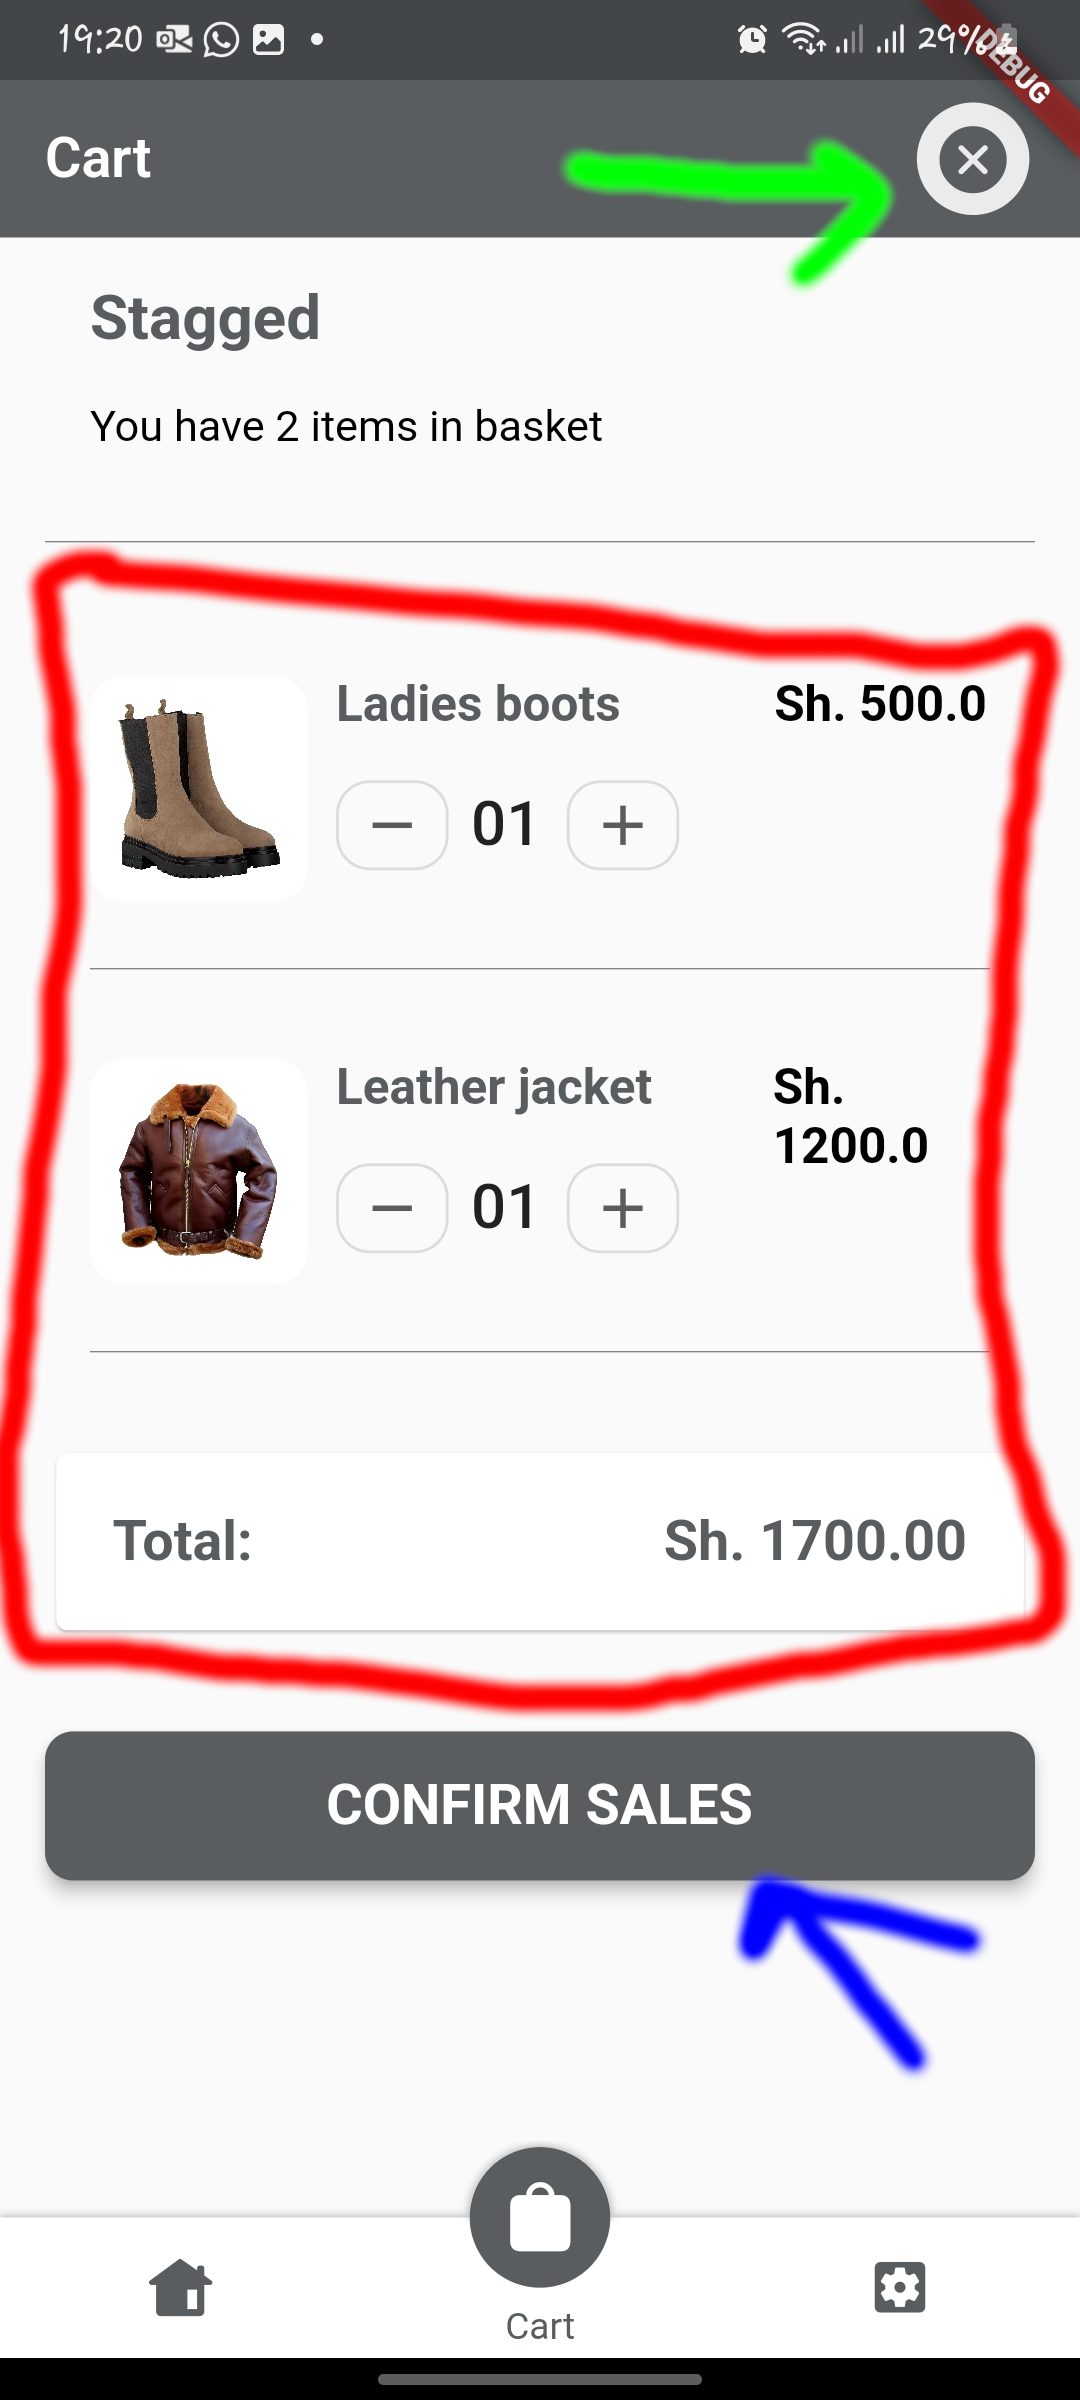 19:20
29%
DEBUG
Cart
Stagged
You have 2 items in basket
Ladies boots
Sh. 500.0
01
Leather jacket
Sh.
1200.0
01
Total:
Sh. 1700.00
CONFIRM SALES
Cart